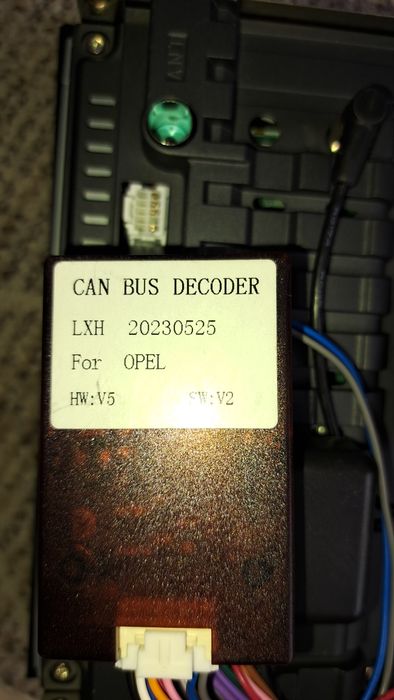 CAN BUS DECODER
LXH 20230525
For OPEL
HW:V5 SW:V2